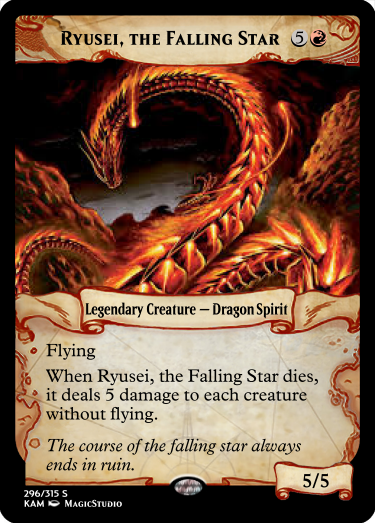 Ryusei, the Falling Star 5
Legendary Creature — Dragon Spirit
Flying
When Ryusei, the Falling Star dies,
it deals 5 damage to each creature
without flying.
The course of the falling star always
ends in ruin.
5/5
296/315 S
KAM MagicStudio